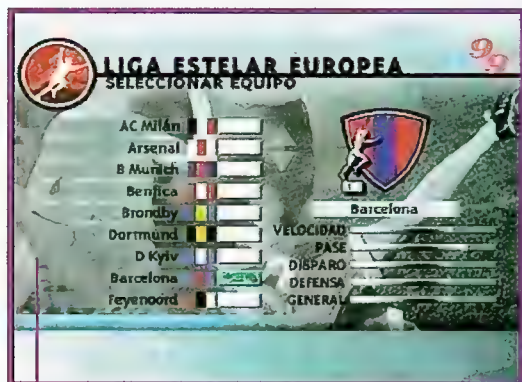 99
LIGA ESTELAR EUROPEA
SELECCIONAR EQUIPO
AC Milán
Arsenal
B Munich
Benfica
Brondby
Dortmund
D Kyiv
Barcelona
Feyenoord
Barcelona
VELOCIDAD
PASE
DISPARO
DEFENSA
GENERAL